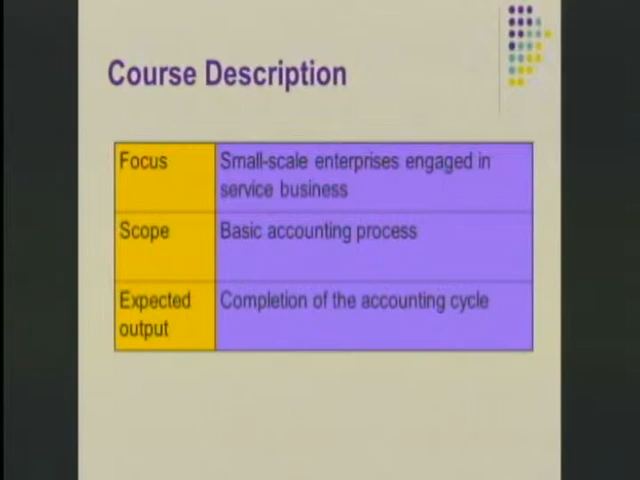 Course Description
Focus
Small-scale enterprises engaged in
service business
Scope
Basic accounting process
Expected
output
Completion of the accounting cycle